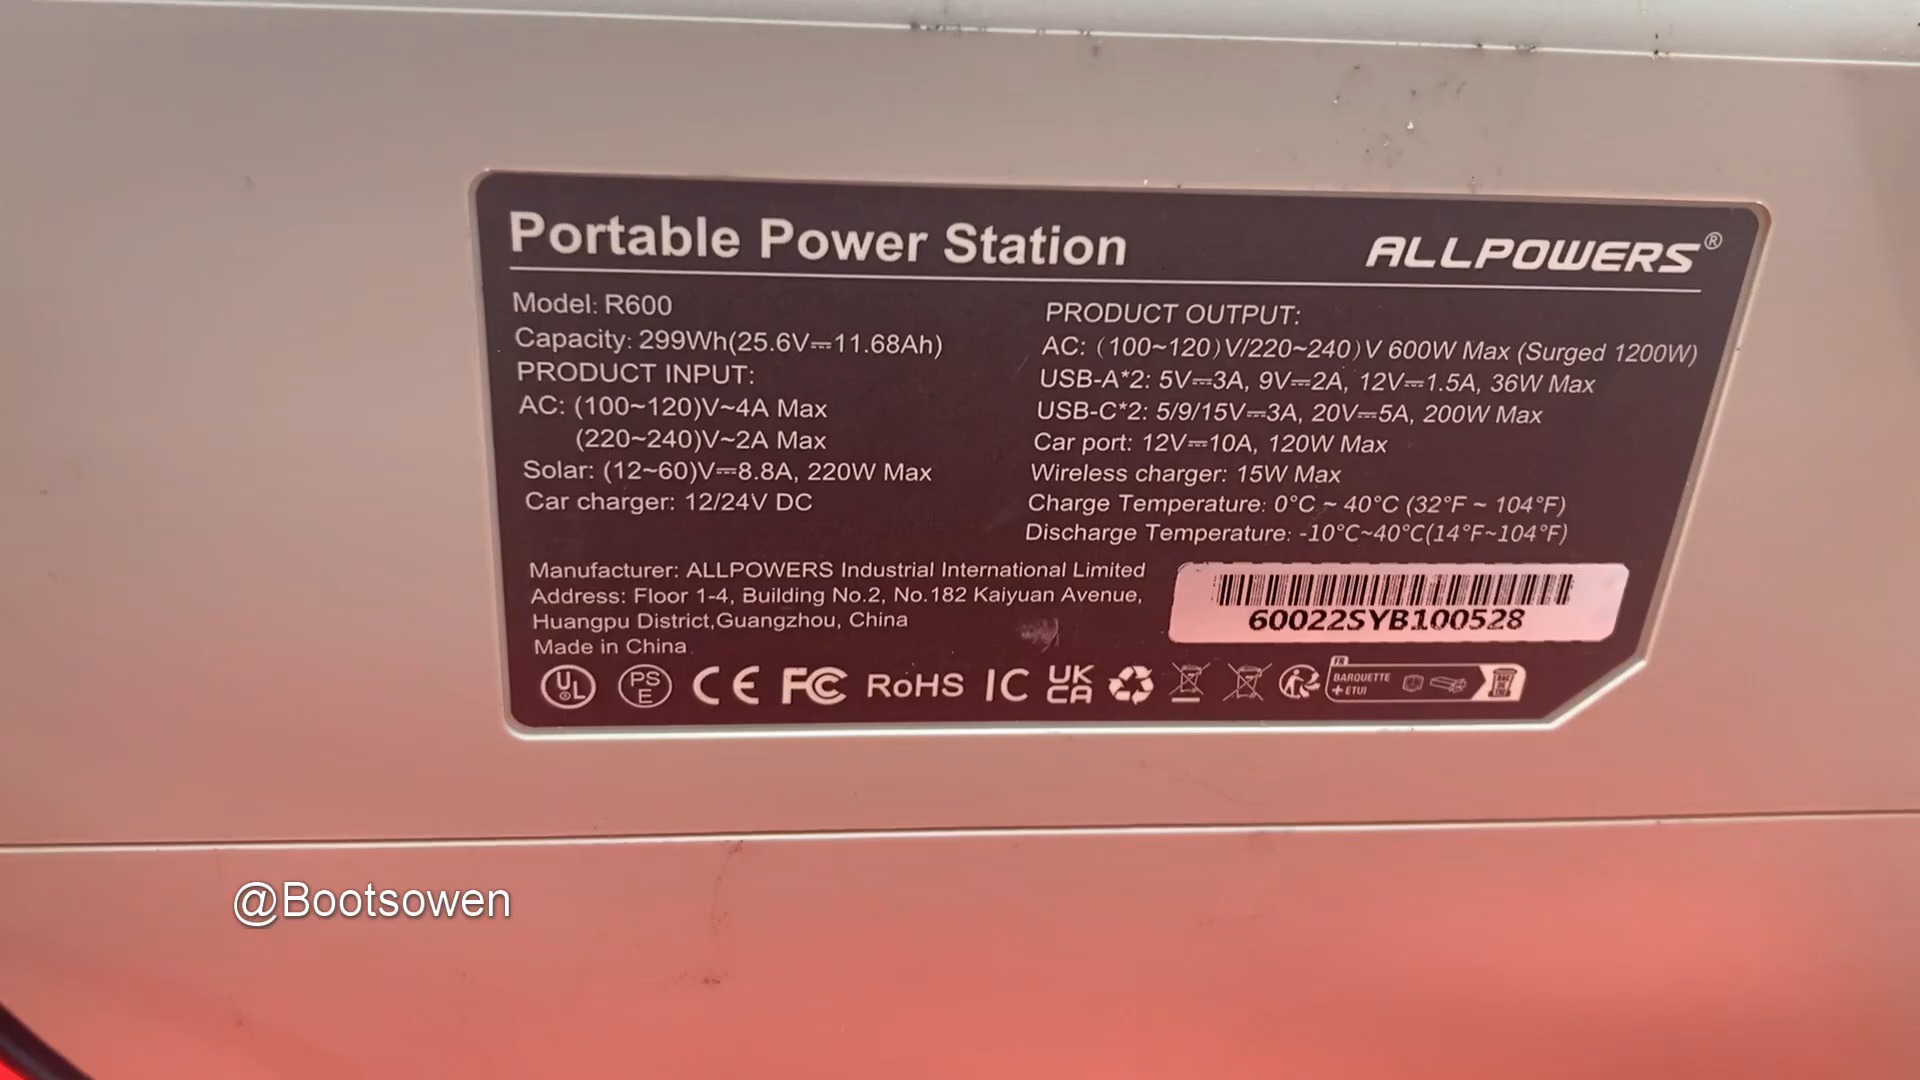 Portable Power Station
ALLPOWERS®
Model: R600
Capacity: 299Wh(25.6V⎓11.68Ah)
PRODUCT INPUT:
AC: (100~120)V~4A Max
(220~240)V~2A Max
Solar: (12~60)V⎓8.8A, 220W Max
Car charger: 12/24V DC
PRODUCT OUTPUT:
AC: (100~120)V/220~240)V 600W Max (Surged 1200W)
USB-A*2: 5V⎓3A, 9V⎓2A, 12V⎓1.5A, 36W Max
USB-C*2: 5/9/15V⎓3A, 20V⎓5A, 200W Max
Car port: 12V⎓10A, 120W Max
Wireless charger: 15W Max
Charge Temperature: 0°C ~ 40°C (32°F ~ 104°F)
Discharge Temperature: -10°C~40°C(14°F~104°F)
Manufacturer: ALLPOWERS Industrial International Limited
Address: Floor 1-4, Building No.2, No.182 Kaiyuan Avenue,
Huangpu District,Guangzhou, China
Made in China
60022SYB100528
UL PSE CE FC RoHS IC UKCA
FR
BARQUETTE
+ ÉTUI
@Bootsowen